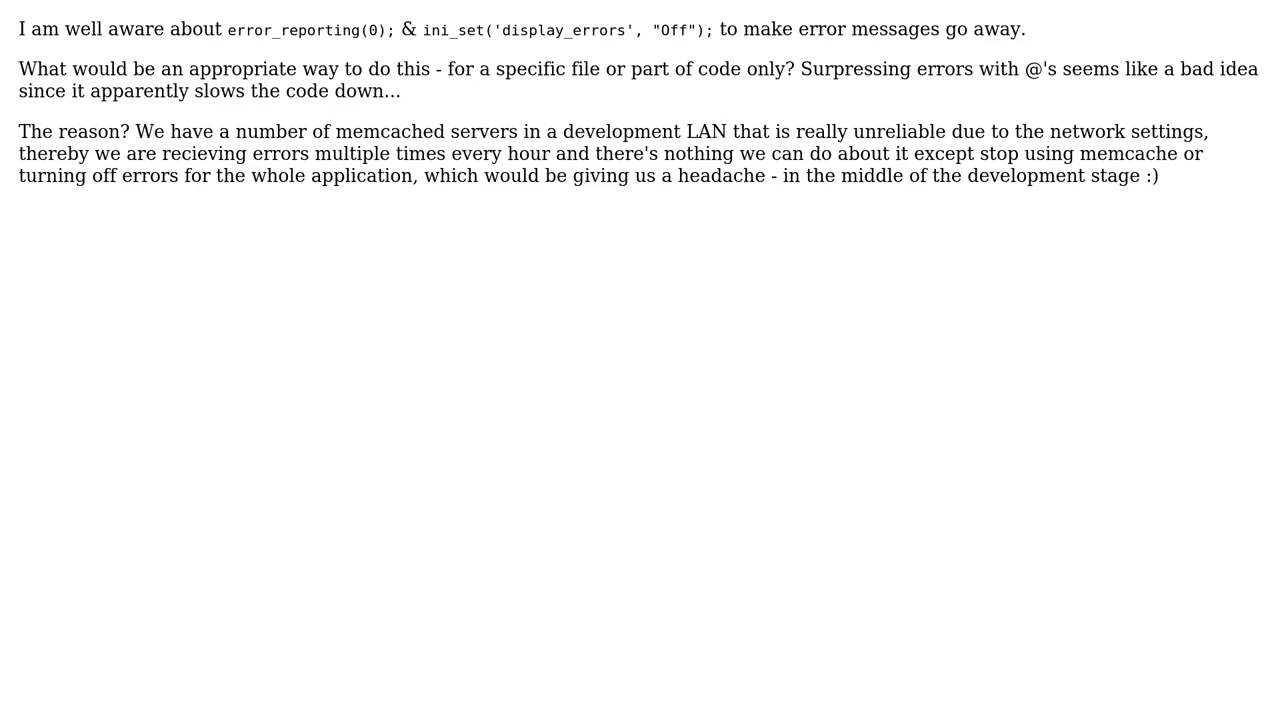 I am well aware about error_reporting(0); & ini_set('display_errors', "Off"); to make error messages go away.
What would be an appropriate way to do this - for a specific file or part of code only? Surpressing errors with @'s seems like a bad idea
since it apparently slows the code down...
The reason? We have a number of memcached servers in a development LAN that is really unreliable due to the network settings,
thereby we are recieving errors multiple times every hour and there's nothing we can do about it except stop using memcache or
turning off errors for the whole application, which would be giving us a headache - in the middle of the development stage :)